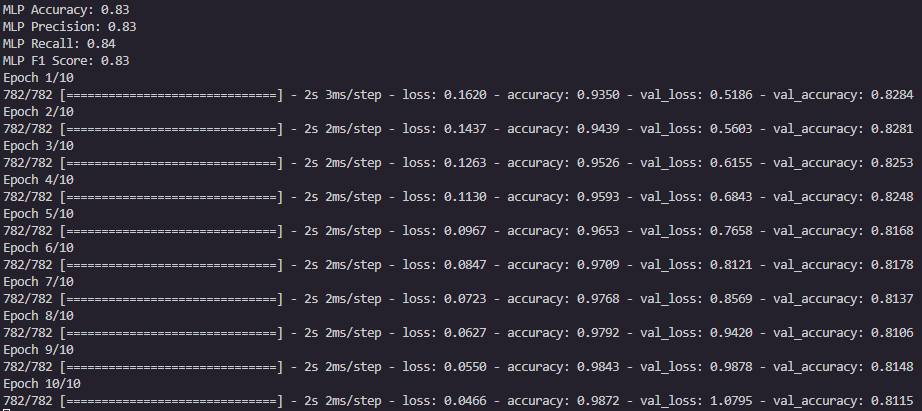 MLP Accuracy: 0.83
MLP Precision: 0.83
MLP Recall: 0.84
MLP F1 Score: 0.83
Epoch 1/10
782/782 [==============================] - 2s 3ms/step - loss: 0.1620 - accuracy: 0.9350 - val_loss: 0.5186 - val_accuracy: 0.8284
Epoch 2/10
782/782 [==============================] - 2s 2ms/step - loss: 0.1437 - accuracy: 0.9439 - val_loss: 0.5603 - val_accuracy: 0.8281
Epoch 3/10
782/782 [==============================] - 2s 2ms/step - loss: 0.1263 - accuracy: 0.9526 - val_loss: 0.6155 - val_accuracy: 0.8253
Epoch 4/10
782/782 [==============================] - 2s 2ms/step - loss: 0.1130 - accuracy: 0.9593 - val_loss: 0.6843 - val_accuracy: 0.8248
Epoch 5/10
782/782 [==============================] - 2s 2ms/step - loss: 0.0967 - accuracy: 0.9653 - val_loss: 0.7658 - val_accuracy: 0.8168
Epoch 6/10
782/782 [==============================] - 2s 2ms/step - loss: 0.0847 - accuracy: 0.9709 - val_loss: 0.8121 - val_accuracy: 0.8178
Epoch 7/10
782/782 [==============================] - 2s 2ms/step - loss: 0.0723 - accuracy: 0.9768 - val_loss: 0.8569 - val_accuracy: 0.8137
Epoch 8/10
782/782 [==============================] - 2s 2ms/step - loss: 0.0627 - accuracy: 0.9792 - val_loss: 0.9420 - val_accuracy: 0.8106
Epoch 9/10
782/782 [==============================] - 2s 2ms/step - loss: 0.0550 - accuracy: 0.9843 - val_loss: 0.9878 - val_accuracy: 0.8148
Epoch 10/10
782/782 [==============================] - 2s 2ms/step - loss: 0.0466 - accuracy: 0.9872 - val_loss: 1.0795 - val_accuracy: 0.8115